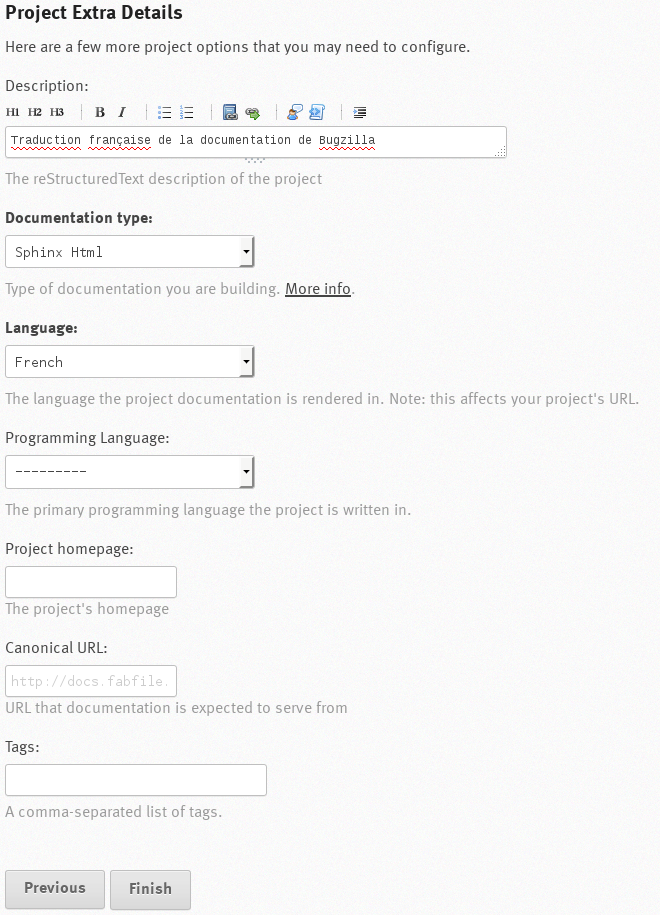 Project Extra Details
Here are a few more project options that you may need to configure.
Description:
H1 H2 H3 B I
Traduction française de la documentation de Bugzilla
The reStructuredText description of the project
Documentation type:
Sphinx Html
Type of documentation you are building. More info.
Language:
French
The language the project documentation is rendered in. Note: this affects your project's URL.
Programming Language:
---------
The primary programming language the project is written in.
Project homepage:
The project's homepage
Canonical URL:
http://docs.fabfile.
URL that documentation is expected to serve from
Tags:
A comma-separated list of tags.
Previous Finish